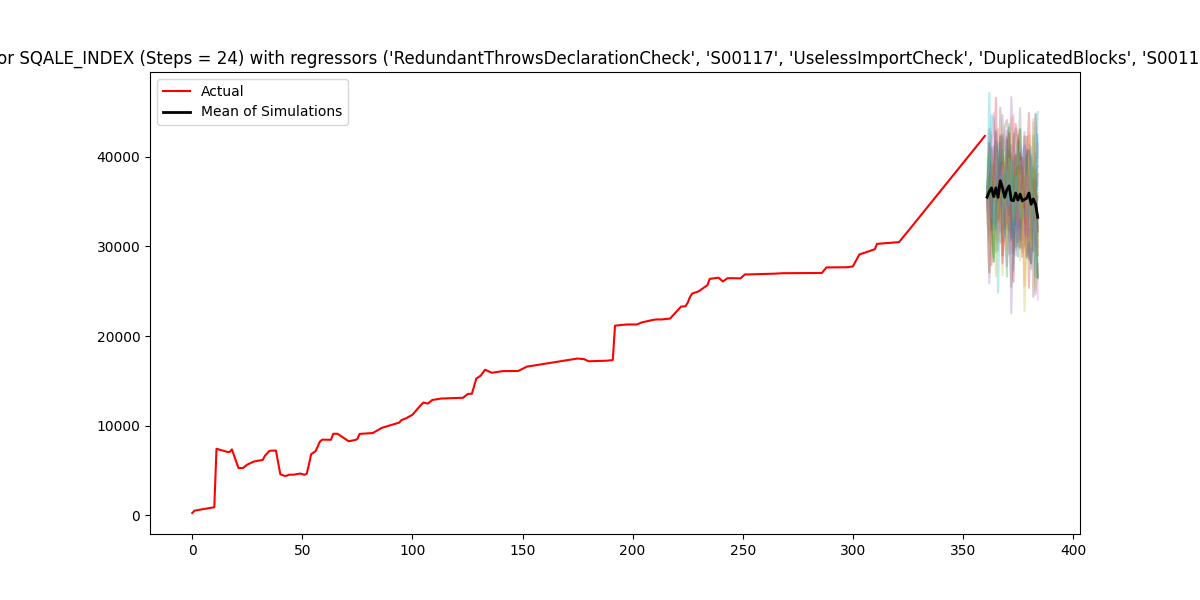 or SQALE_INDEX (Steps = 24) with regressors ('RedundantThrowsDeclarationCheck', 'S00117', 'UselessImportCheck', 'DuplicatedBlocks', 'S0011
Actual
Mean of Simulations
40000
30000
20000
10000
0
0 50 100 150 200 250 300 350 400